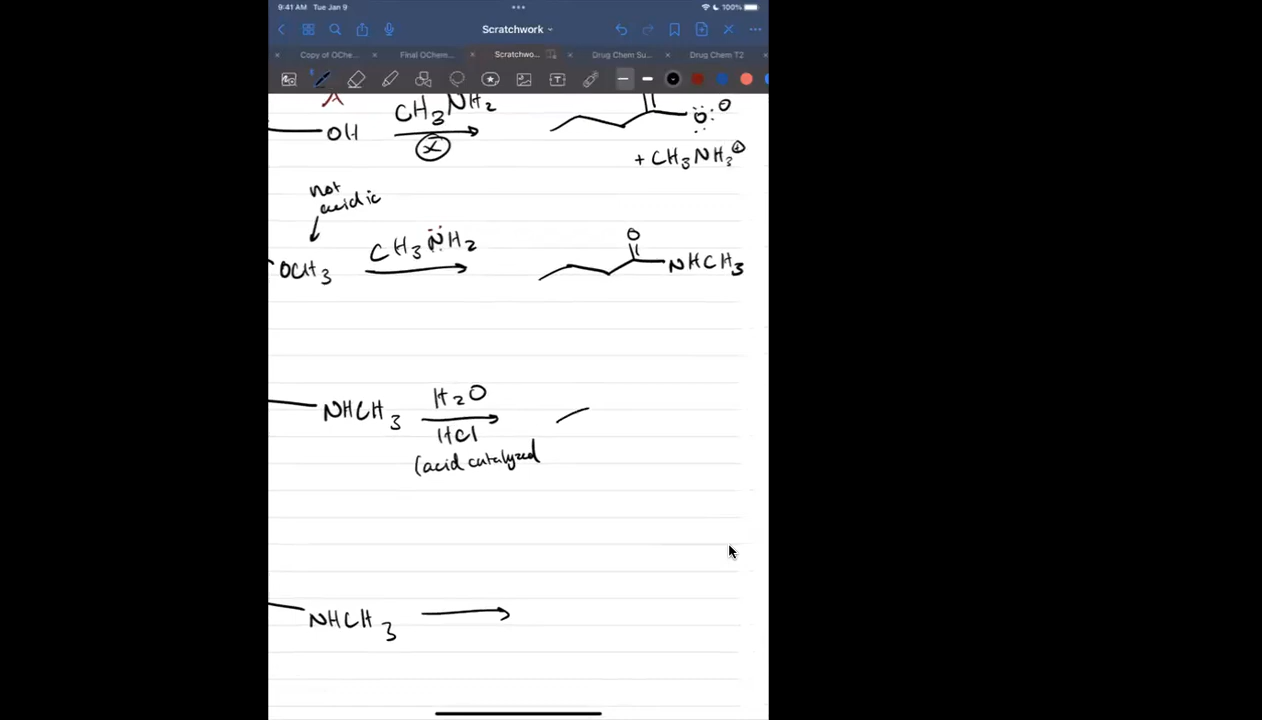 9:41 AM Tue Jan 9
100%
Scratchwork
Copy of OChe...
Final OChem...
Scratchwo...
Drug Chem Su...
Drug Chem T2
OH
CH3NH2
O
+ CH3NH3⊕
not
acidic
OCH3
CH3NH2
O
NHCH3
NHCH3
H2O
HCl
(acid catalyzed
NHCH3